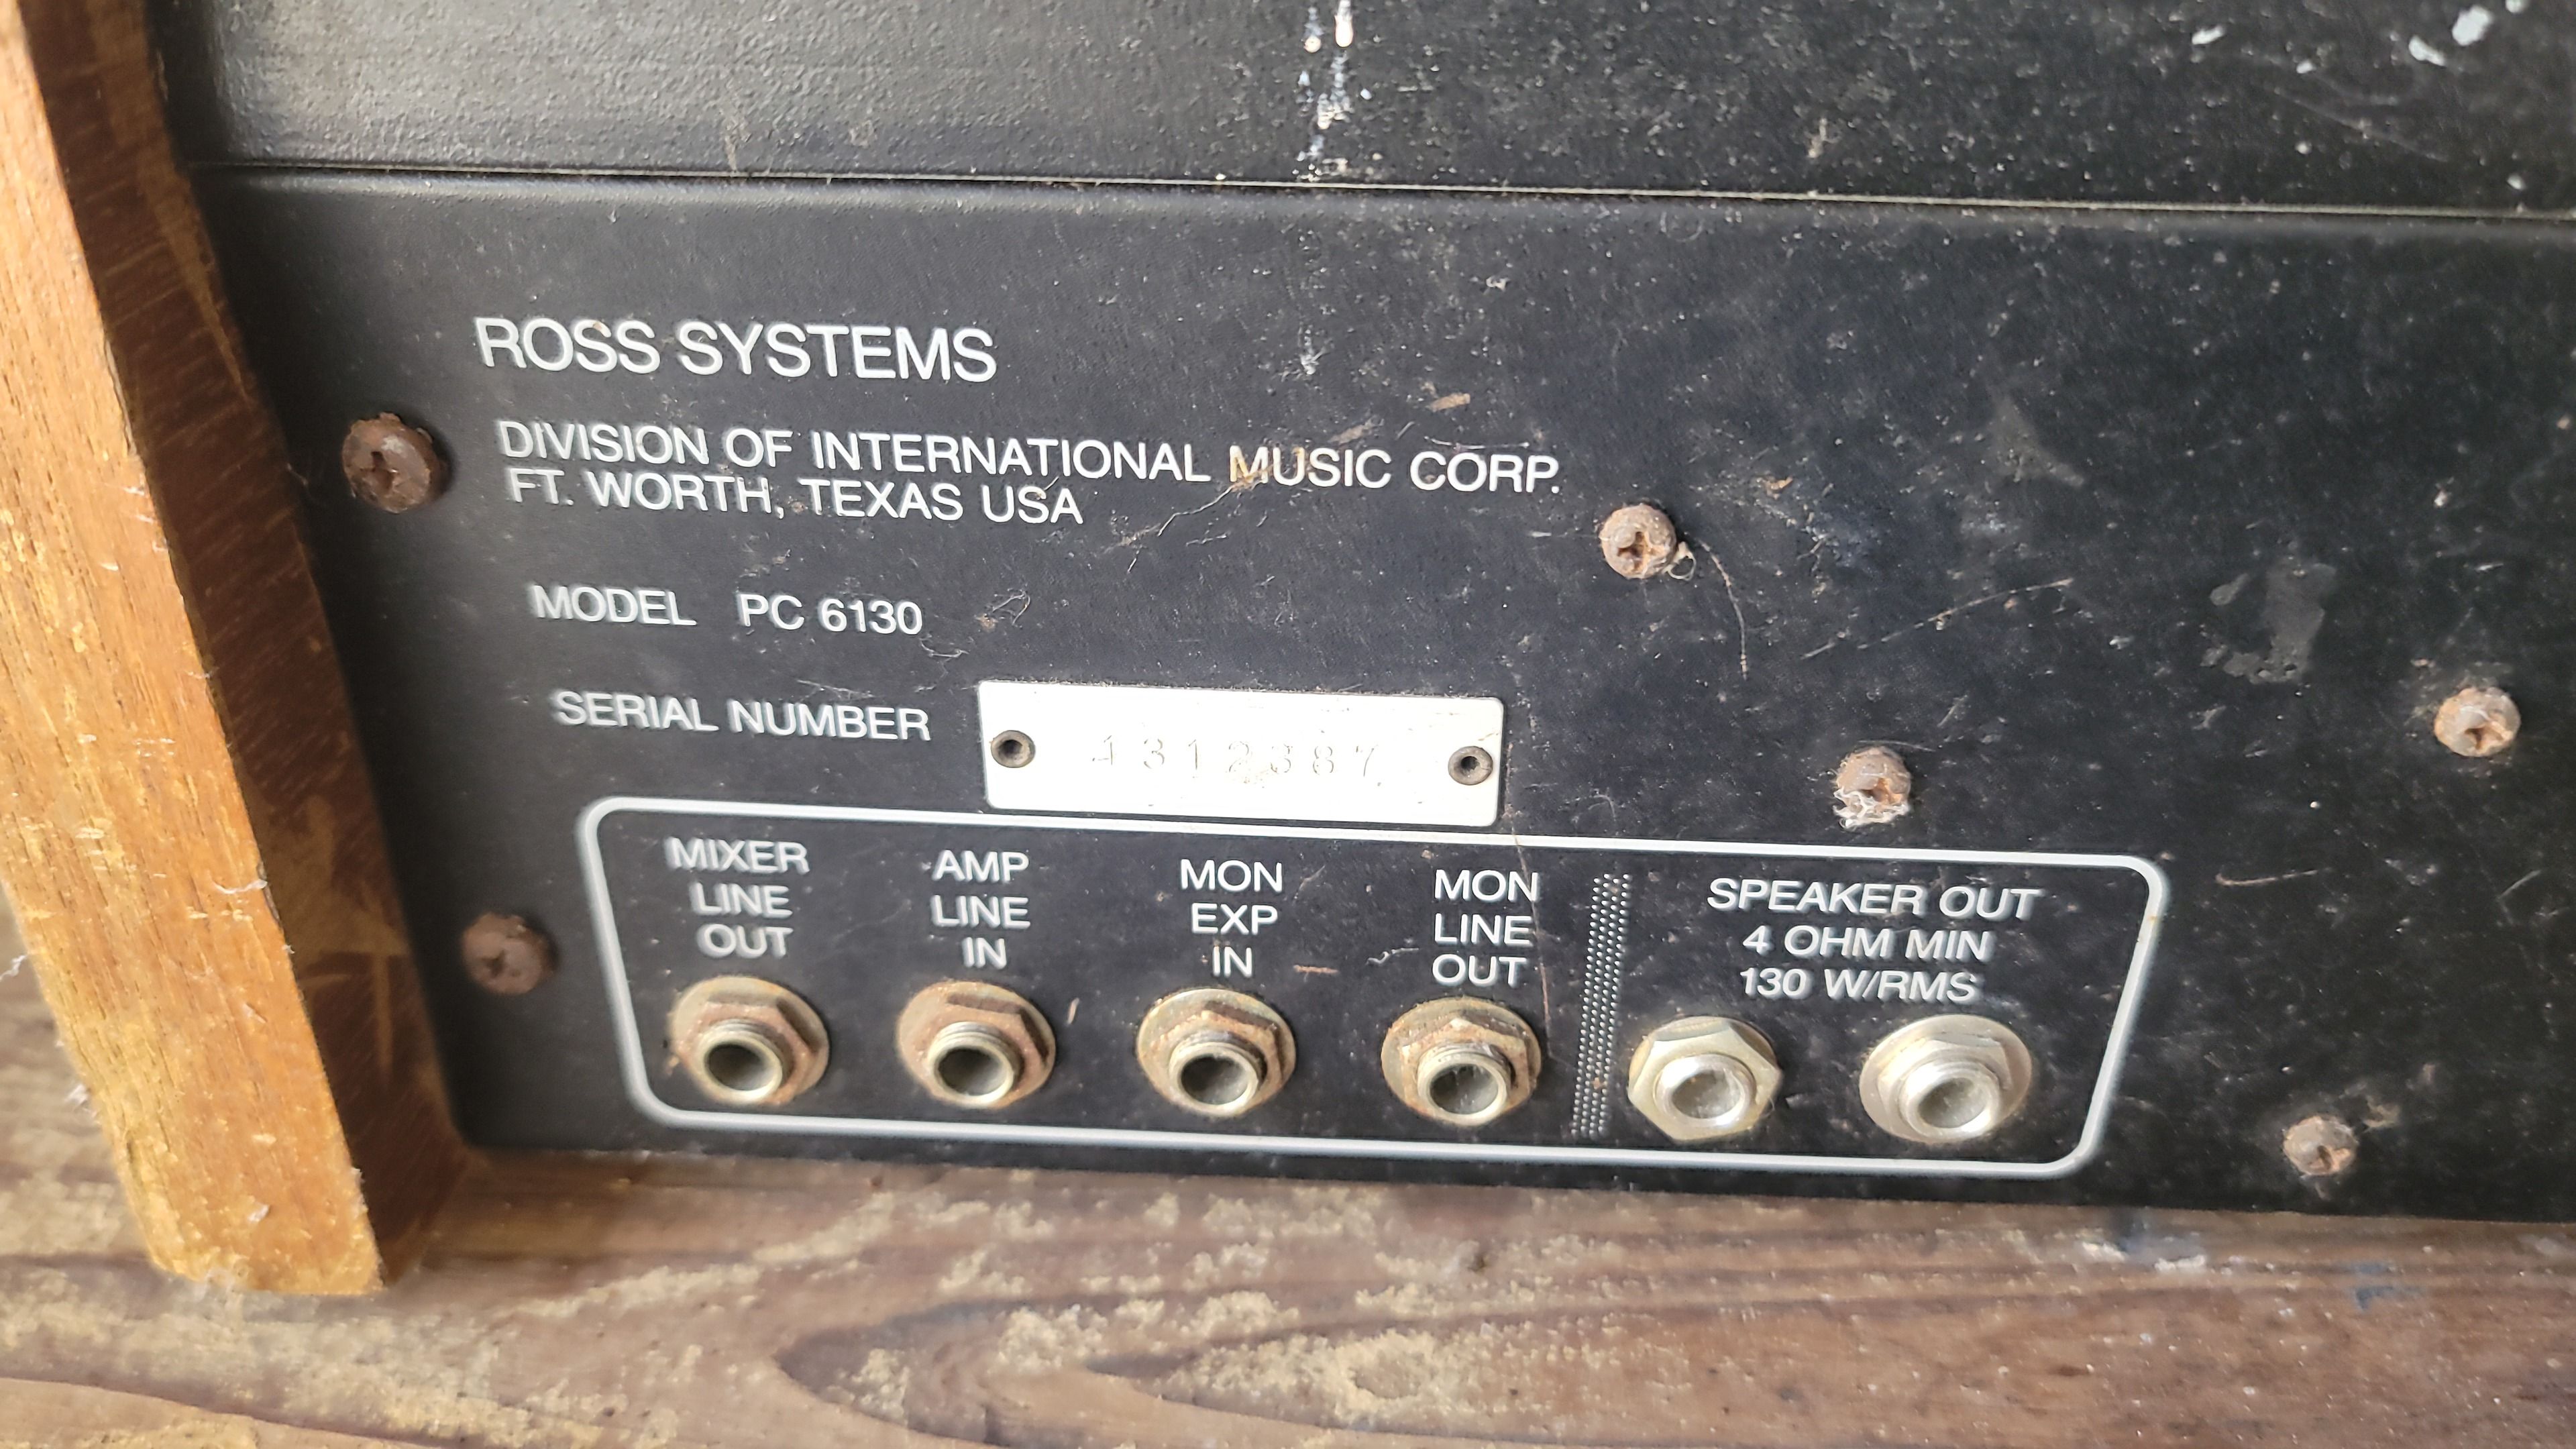 ROSS SYSTEMS
DIVISION OF INTERNATIONAL MUSIC CORP.
FT. WORTH, TEXAS USA
MODEL PC 6130
SERIAL NUMBER
MIXER
LINE
OUT
AMP
LINE
IN
MON
EXP
IN
MON
LINE
OUT
SPEAKER OUT
4 OHM MIN
130 W/RMS